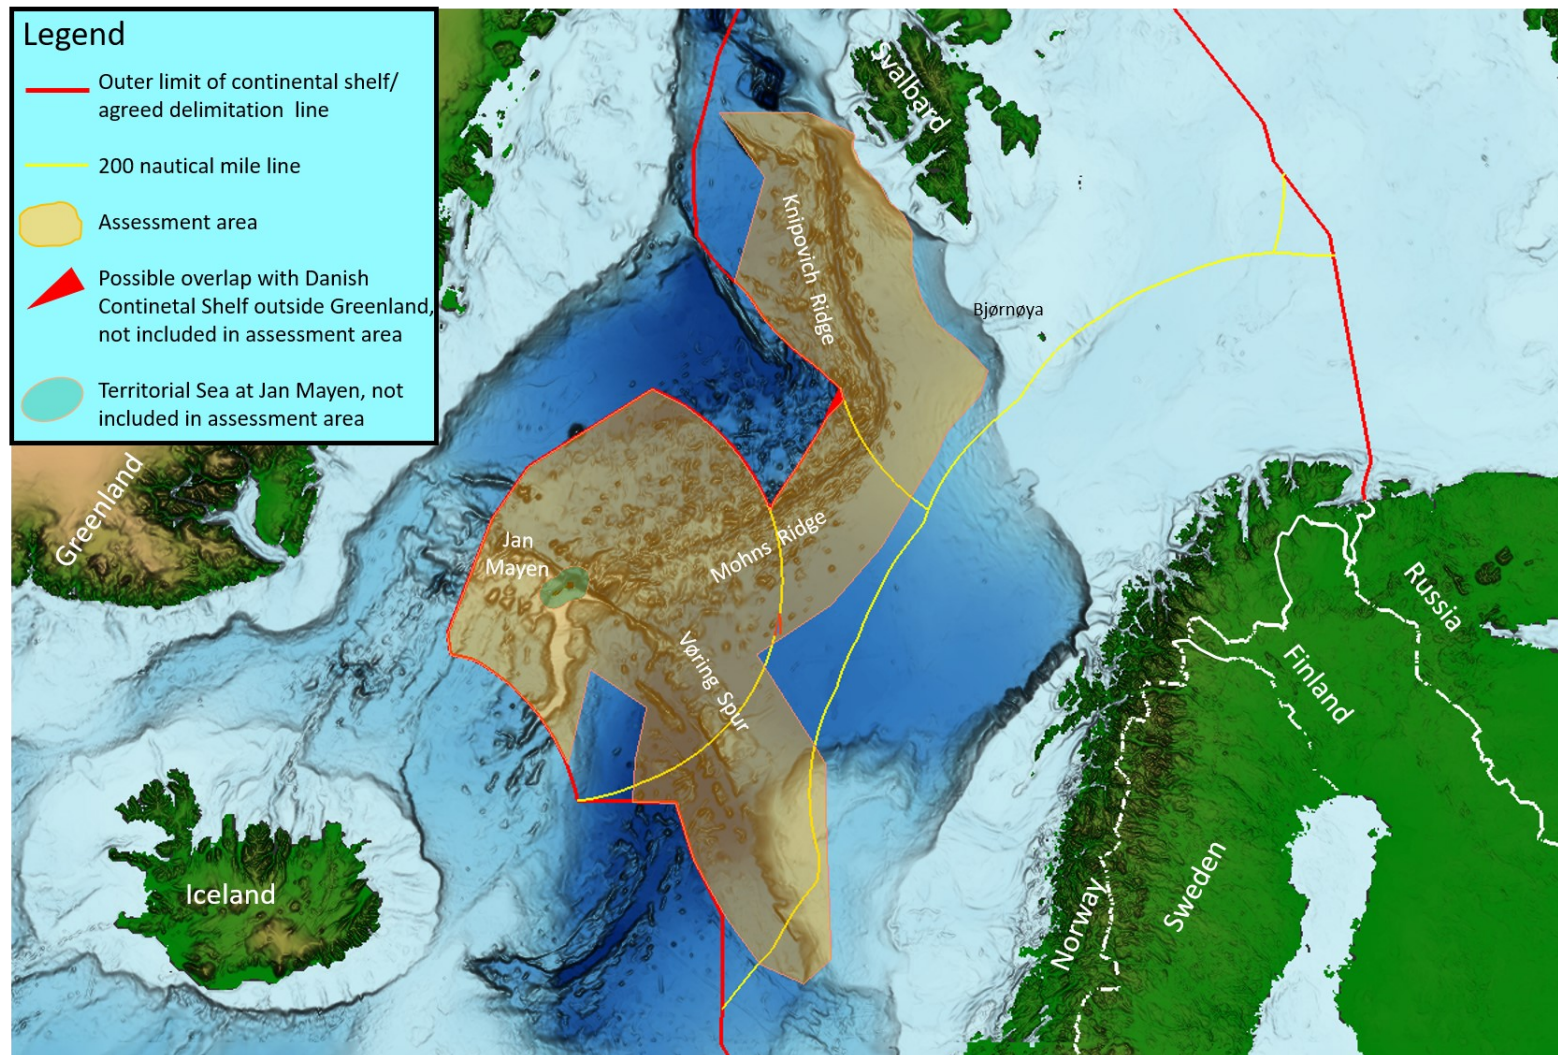 Legend
Outer limit of continental shelf/
agreed delimitation line
200 nautical mile line
Assessment area
Possible overlap with Danish
Continetal Shelf outside Greenland,
not included in assessment area
Territorial Sea at Jan Mayen, not
included in assessment area
Svalbard
Knipovich Ridge
Bjørnøya
Greenland
Jan
Mayen
Mohns Ridge
Vøring Spur
Russia
Finland
Iceland
Norway
Sweden